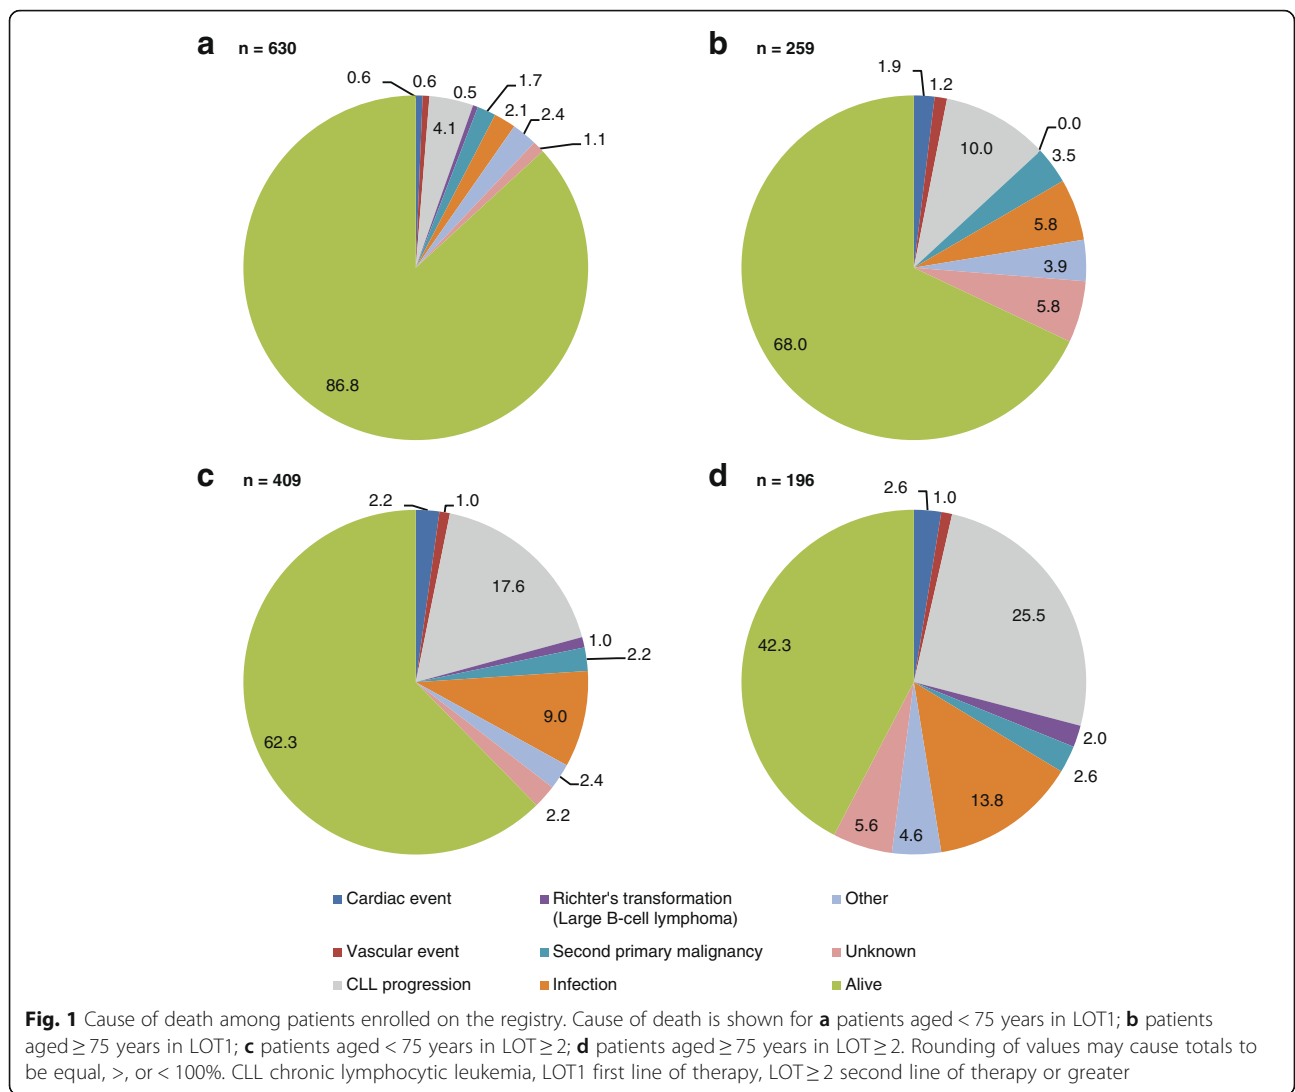 a n = 630
0.6
0.6
0.5
1.7
2.1
2.4
1.1
4.1
86.8
b n = 259
1.9
1.2
0.0
3.5
10.0
5.8
3.9
5.8
68.0
c n = 409
2.2
1.0
17.6
1.0
2.2
9.0
2.4
2.2
62.3
d n = 196
2.6
1.0
25.5
2.0
2.6
13.8
4.6
5.6
42.3
Cardiac event
Richter's transformation
(Large B-cell lymphoma)
Other
Vascular event
Second primary malignancy
Unknown
CLL progression
Infection
Alive
Fig. 1 Cause of death among patients enrolled on the registry. Cause of death is shown for a patients aged < 75 years in LOT1; b patients
aged ≥ 75 years in LOT1; c patients aged < 75 years in LOT ≥ 2; d patients aged ≥ 75 years in LOT ≥ 2. Rounding of values may cause totals to
be equal, >, or < 100%. CLL chronic lymphocytic leukemia, LOT1 first line of therapy, LOT ≥ 2 second line of therapy or greater